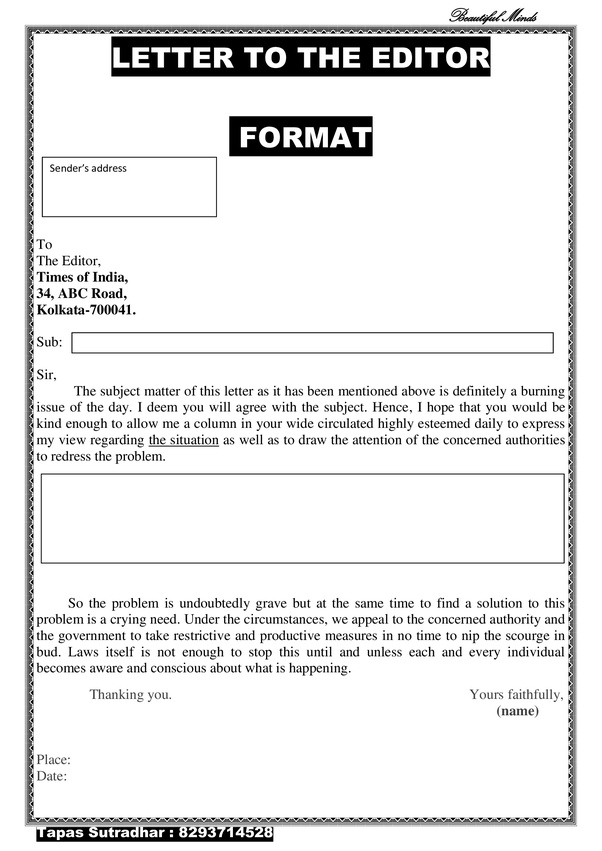 Beautiful Minds
LETTER TO THE EDITOR
FORMAT
Sender's address
To
The Editor,
Times of India,
34, ABC Road,
Kolkata-700041.
Sub:
Sir,
The subject matter of this letter as it has been mentioned above is definitely a burning
issue of the day. I deem you will agree with the subject. Hence, I hope that you would be
kind enough to allow me a column in your wide circulated highly esteemed daily to express
my view regarding the situation as well as to draw the attention of the concerned authorities
to redress the problem.
So the problem is undoubtedly grave but at the same time to find a solution to this
problem is a crying need. Under the circumstances, we appeal to the concerned authority and
the government to take restrictive and productive measures in no time to nip the scourge in
bud. Laws itself is not enough to stop this until and unless each and every individual
becomes aware and conscious about what is happening.
Thanking you. Yours faithfully,
(name)
Place:
Date:
Tapas Sutradhar : 8293714528